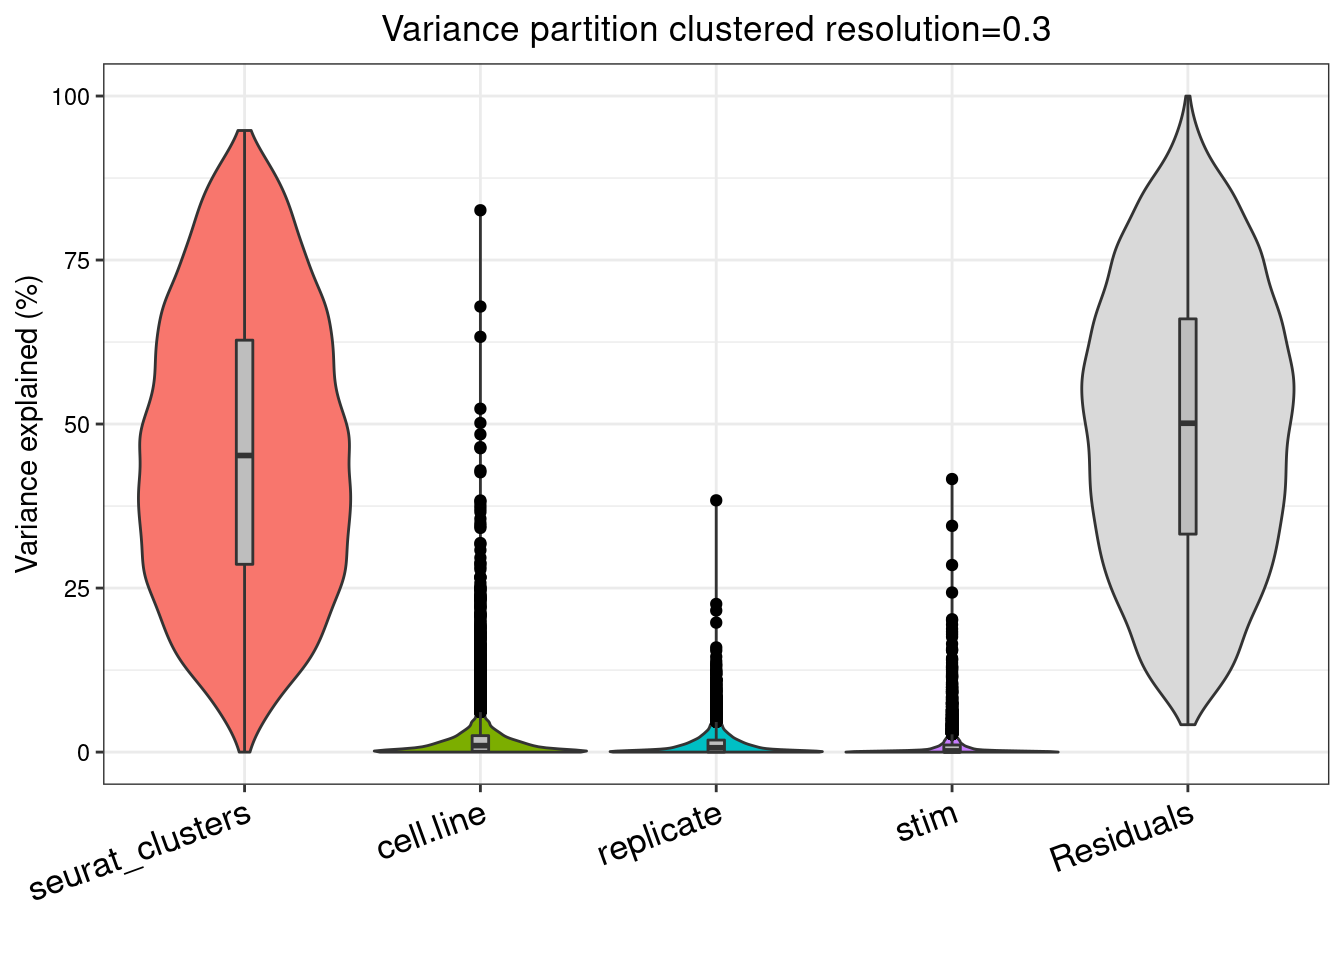 Variance partition clustered resolution=0.3
Variance explained (%)
100
75
50
25
0
seurat_clusters
cell.line
replicate
stim
Residuals